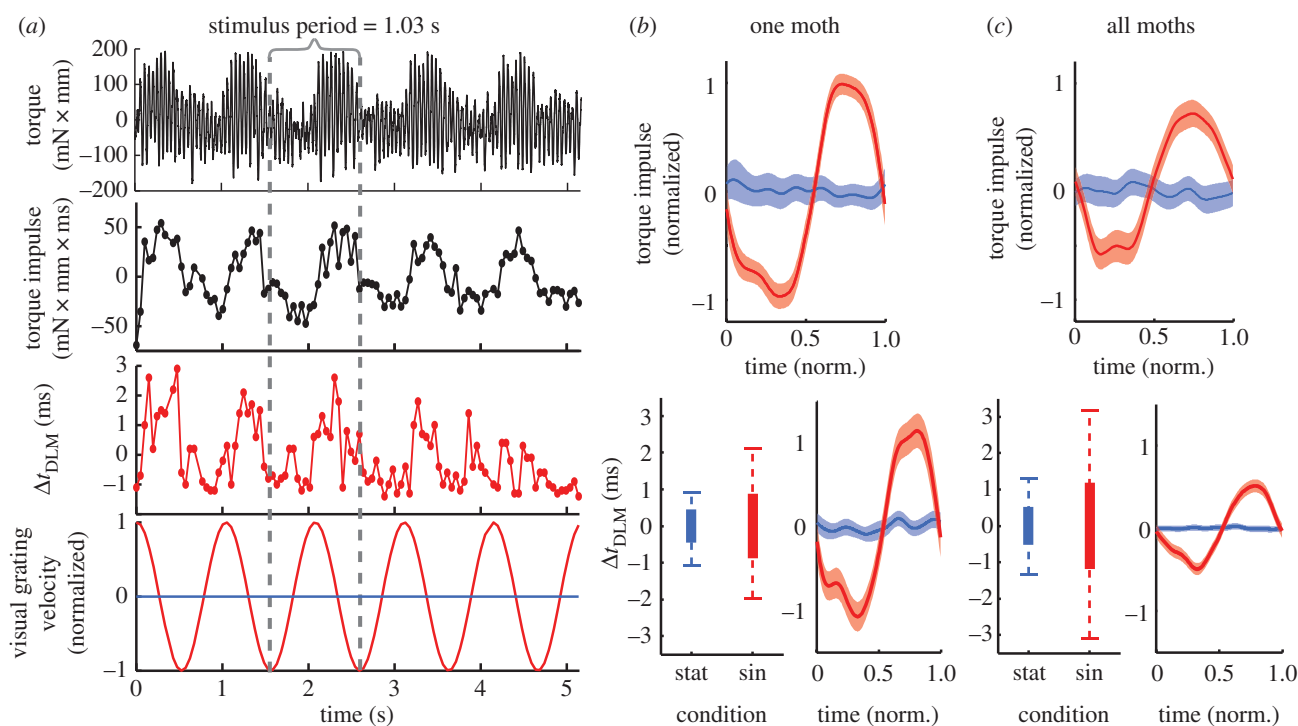 (a)
stimulus period = 1.03 s
200
100
0
−100
−200
torque
(mN × mm)
50
0
−50
torque impulse
(mN × mm × ms)
3
2
1
0
−1
Δt_DLM (ms)
1
0
−1
visual grating
velocity
(normalized)
0 1 2 3 4 5
time (s)
(b)
one moth
1
0
−1
torque impulse
(normalized)
0 0.5 1.0
time (norm.)
3
2
1
0
−1
−2
−3
Δt_DLM (ms)
stat sin
condition
1
0
−1
0 0.5 1.0
time (norm.)
(c)
all moths
1
0
−1
torque impulse
(normalized)
0 0.5 1.0
time (norm.)
3
2
1
0
−1
−2
−3
stat sin
condition
1
0
−1
0 0.5 1.0
time (norm.)